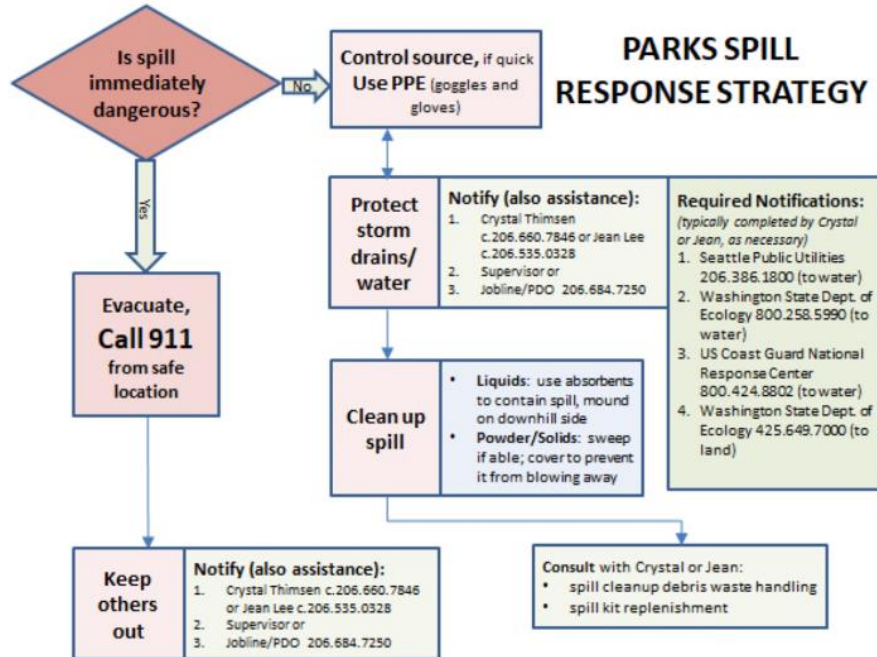 PARKS SPILL
RESPONSE STRATEGY
Is spill
immediately
dangerous?
No
Yes
Control source, if quick
Use PPE (goggles and
gloves)
Protect
storm
drains/
water
Notify (also assistance):
1. Crystal Thimsen
c.206.660.7846 or Jean Lee
c.206.535.0328
2. Supervisor or
3. Jobline/PDO 206.684.7250
Required Notifications:
(typically completed by Crystal
or Jean, as necessary)
1. Seattle Public Utilities
206.386.1800 (to water)
2. Washington State Dept. of
Ecology 800.258.5990 (to
water)
3. US Coast Guard National
Response Center
800.424.8802 (to water)
4. Washington State Dept. of
Ecology 425.649.7000 (to
land)
Evacuate,
Call 911
from safe
location
Clean up
spill
• Liquids: use absorbents
to contain spill, mound
on downhill side
• Powder/Solids: sweep
if able; cover to prevent
it from blowing away
Keep
others
out
Notify (also assistance):
1. Crystal Thimsen c.206.660.7846
or Jean Lee c.206.535.0328
2. Supervisor or
3. Jobline/PDO 206.684.7250
Consult with Crystal or Jean:
• spill cleanup debris waste handling
• spill kit replenishment